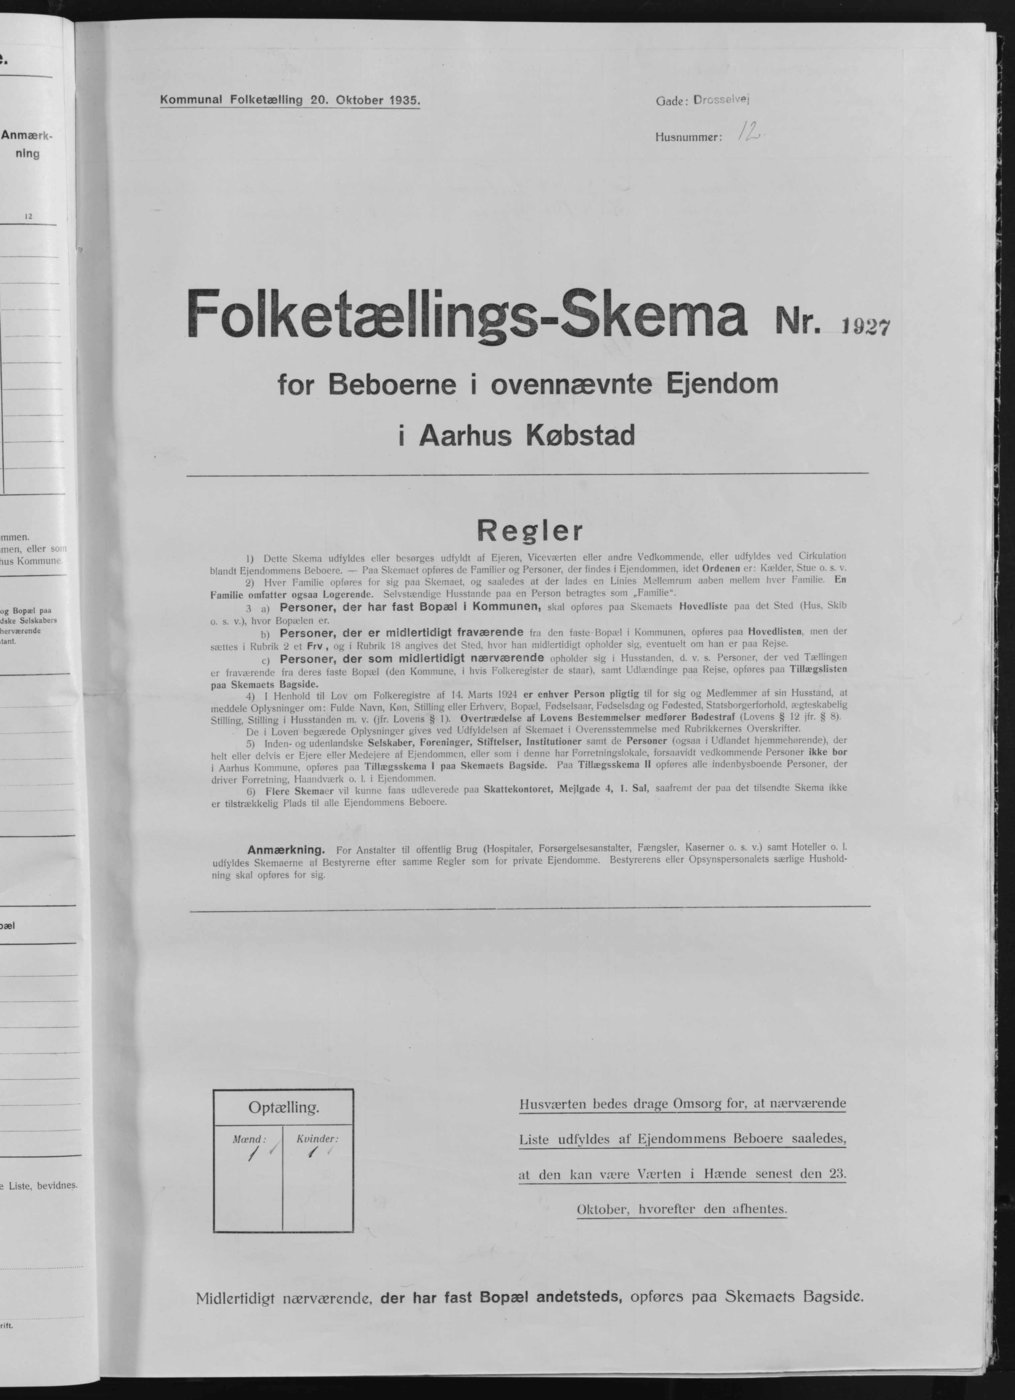 e.
Anmærk-
ning
12
mmen.
men, eller som
hus Kommune
og Bopæl paa
dske Selskabers
herværende
tant.
pæl
e Liste, bevidnes.
rift.
Kommunal Folketælling 20. Oktober 1935.
Gade: Drosselvej
Husnummer: 12
Folketællings-Skema Nr. 1927
for Beboerne i ovennævnte Ejendom
i Aarhus Købstad
Regler
1) Dette Skema udfyldes eller besørges udfyldt af Ejeren, Viceværten eller andre Vedkommende, eller udfyldes ved Cirkulation
blandt Ejendommens Beboere. — Paa Skemaet opføres de Familier og Personer, der findes i Ejendommen, idet Ordenen er: Kælder, Stue o. s. v.
2) Hver Familie opføres for sig paa Skemaet, og saaledes at der lades en Linies Mellemrum aaben mellem hver Familie. En
Familie omfatter ogsaa Logerende. Selvstændige Husstande paa en Person betragtes som „Familie“.
3 a) Personer, der har fast Bopæl i Kommunen, skal opføres paa Skemaets Hovedliste paa det Sted (Hus, Skib
o. s. v.), hvor Bopælen er.
b) Personer, der er midlertidigt fraværende fra den faste Bopæl i Kommunen, opføres paa Hovedlisten, men der
sættes i Rubrik 2 et Frv, og i Rubrik 18 angives det Sted, hvor han midlertidigt opholder sig, eventuelt om han er paa Rejse.
c) Personer, der som midlertidigt nærværende opholder sig i Husstanden, d. v. s. Personer, der ved Tællingen
er fraværende fra deres faste Bopæl (den Kommune, i hvis Folkeregister de staar), samt Udlændinge paa Rejse, opføres paa Tillægslisten
paa Skemaets Bagside.
4) I Henhold til Lov om Folkeregistre af 14. Marts 1924 er enhver Person pligtig til for sig og Medlemmer af sin Husstand, at
meddele Oplysninger om: Fulde Navn, Køn, Stilling eller Erhverv, Bopæl, Fødselsaar, Fødselsdag og Fødested, Statsborgerforhold, ægteskabelig
Stilling, Stilling i Husstanden m. v. (jfr. Lovens § 1). Overtrædelse af Lovens Bestemmelser medfører Bødestraf (Lovens § 12 jfr. § 8).
De i Loven begærede Oplysninger gives ved Udfyldelsen af Skemaet i Overensstemmelse med Rubrikkernes Overskrifter.
5) Inden- og udenlandske Selskaber, Foreninger, Stiftelser, Institutioner samt de Personer (ogsaa i Udlandet hjemmehørende), der
helt eller delvis er Ejere eller Medejere af Ejendommen, eller som i denne har Forretningslokale, forsaavidt vedkommende Personer ikke bor
i Aarhus Kommune, opføres paa Tillægsskema I paa Skemaets Bagside. Paa Tillægsskema II opføres alle indenbysboende Personer, der
driver Forretning, Haandværk o. l. i Ejendommen.
6) Flere Skemaer vil kunne faas udleverede paa Skattekontoret, Mejlgade 4, 1. Sal, saafremt der paa det tilsendte Skema ikke
er tilstrækkelig Plads til alle Ejendommens Beboere.
Anmærkning. For Anstalter til offentlig Brug (Hospitaler, Forsørgelsesanstalter, Fængsler, Kaserner o. s. v.) samt Hoteller o. l.
udfyldes Skemaerne af Bestyrerne efter samme Regler som for private Ejendomme. Bestyrerens eller Opsynspersonalets særlige Hushold-
ning skal opføres for sig.
Optælling.
Mænd: Kvinder:
1 1
Husværten bedes drage Omsorg for, at nærværende
Liste udfyldes af Ejendommens Beboere saaledes,
at den kan være Værten i Hænde senest den 23.
Oktober, hvorefter den afhentes.
Midlertidigt nærværende, der har fast Bopæl andetsteds, opføres paa Skemaets Bagside.